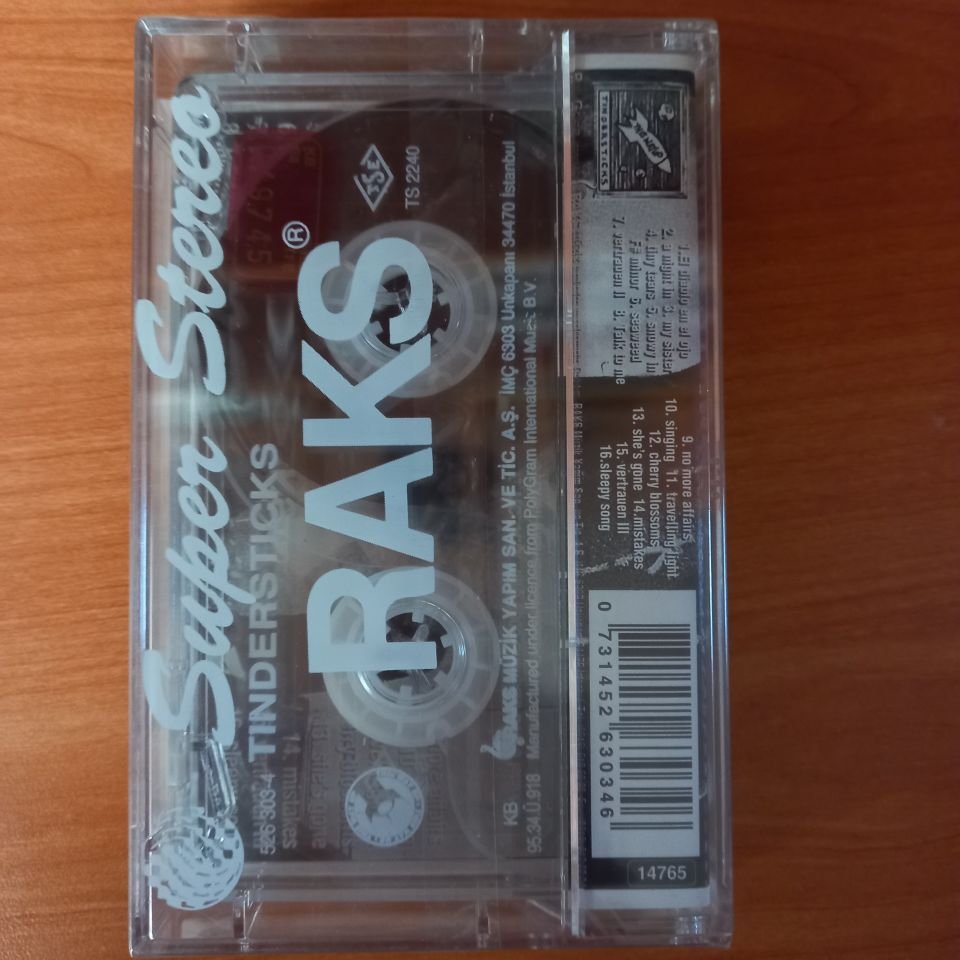 Super Stereo
526 303-4 TINDERSTICKS
RAKS®
TSE
TS 2240
RAKS MÜZİK YAPIM SAN. VE TİC. A.Ş. İMÇ 6303 Unkapanı 34470 İstanbul
KB
95.34.Ü.918 Manufactured under licence from PolyGram International Music B.V.
14. mistakes
TINDERSTICKS
1. El diablo en el ojo
2. a night in 3. my sister
4. tiny tears 5. snowy in
F# minor 6. seaweed
7. vertrauen II 8. Talk to me
9. no more affairs
10. singing 11. travelling light
12. cherry blossoms
13. she's gone 14.mistakes
15. vertrauen III
16.sleepy song
0 731452 630346
14765